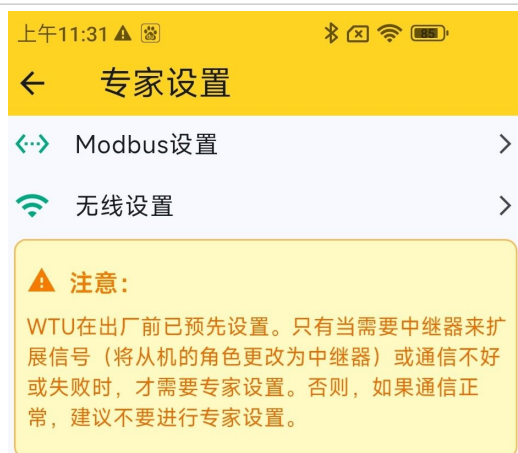 上午11:31
85
专家设置
Modbus设置
无线设置
注意：
WTU在出厂前已预先设置。只有当需要中继器来扩
展信号（将从机的角色更改为中继器）或通信不好
或失败时，才需要专家设置。否则，如果通信正
常，建议不要进行专家设置。